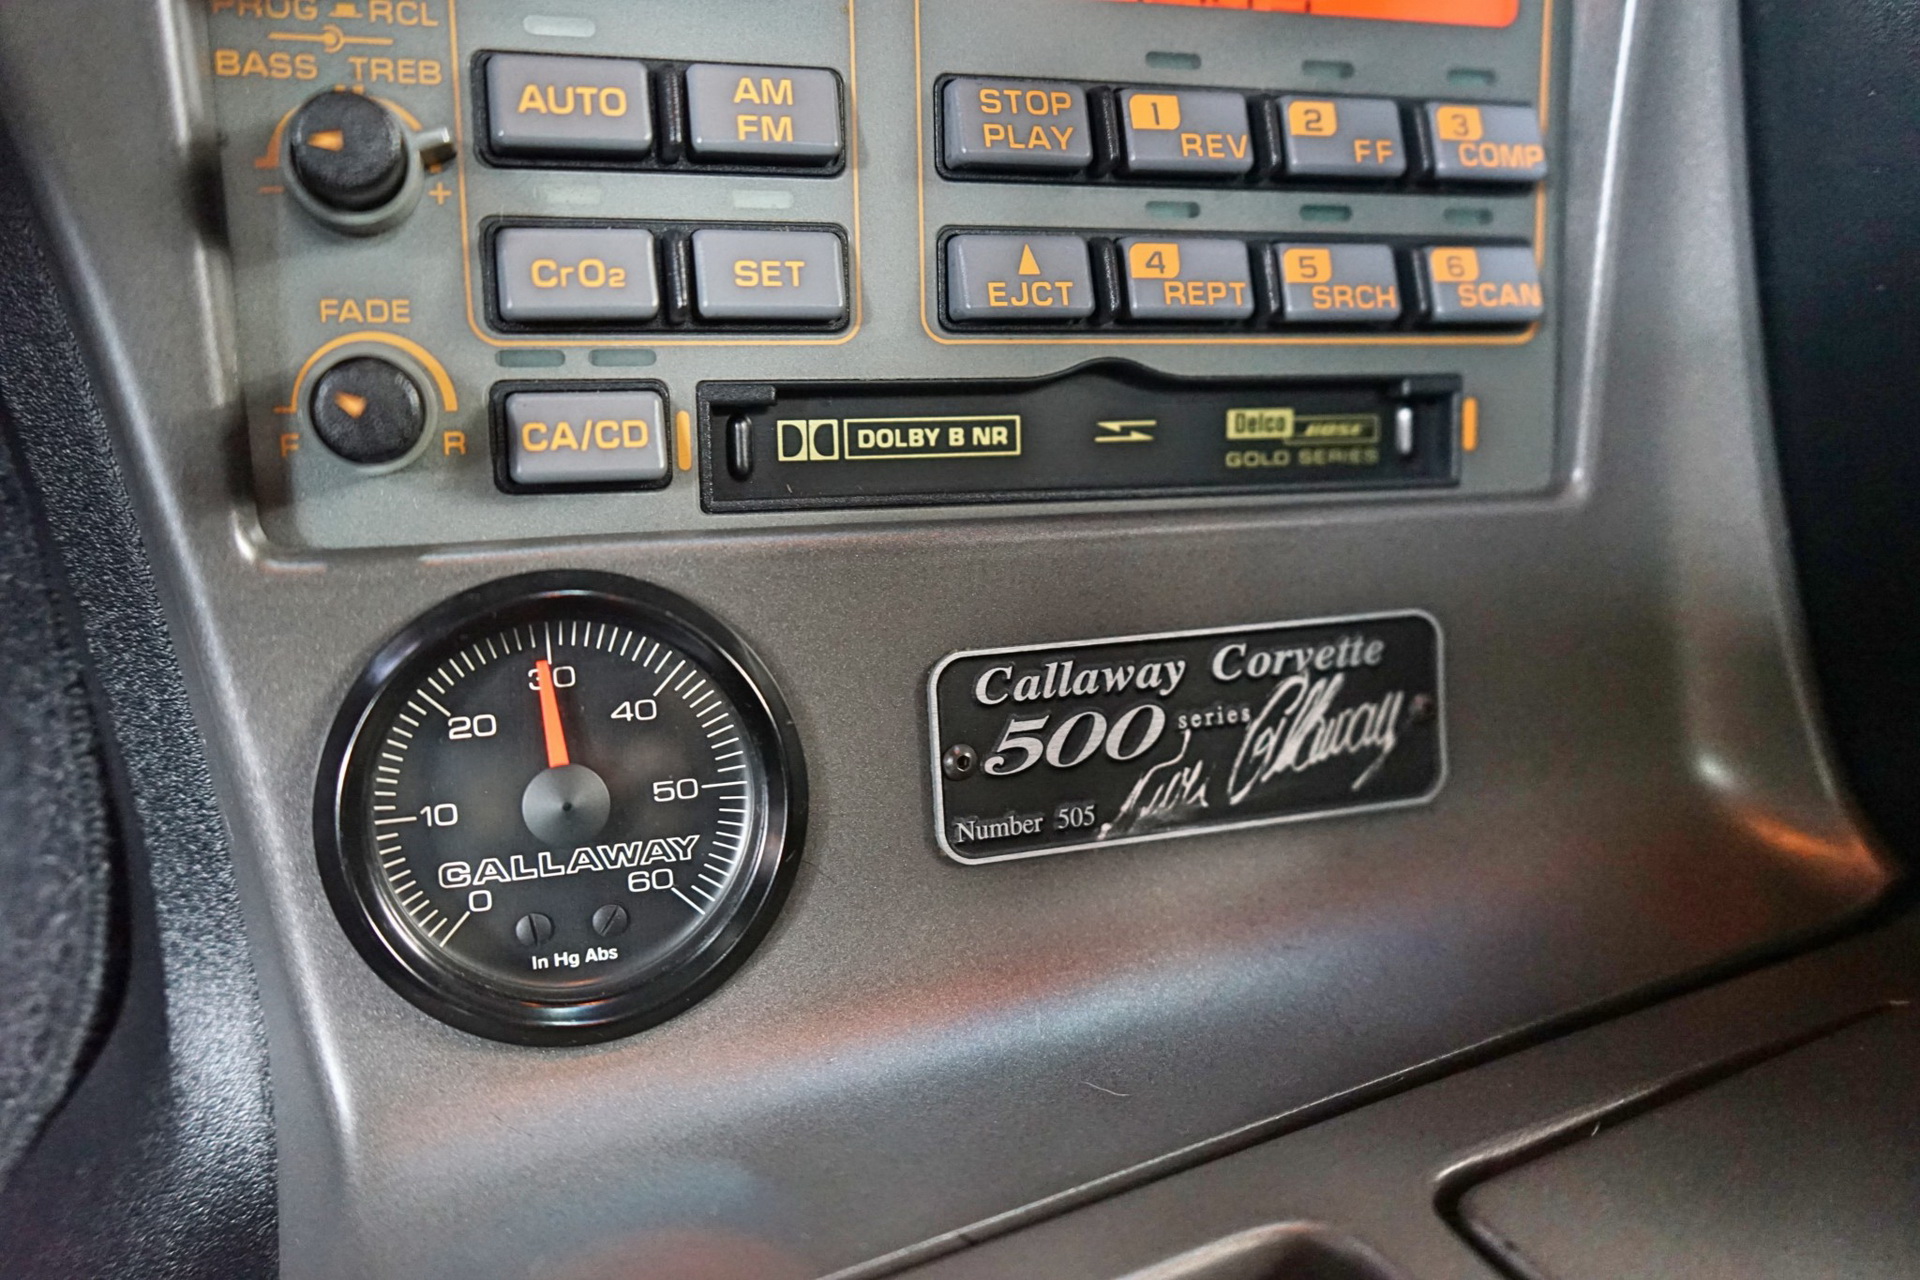 PROG RCL
BASS TREB
- +
AUTO
AM
FM
STOP
PLAY
1 REV
2 FF
3 COMP
CrO2
SET
EJCT
4 REPT
5 SRCH
6 SCAN
FADE
F R
CA/CD
DOLBY B NR
Delco BOSE
GOLD SERIES
0 10 20 30 40 50 60
CALLAWAY
In Hg Abs
Callaway Corvette
500 series
Callaway
Number 505